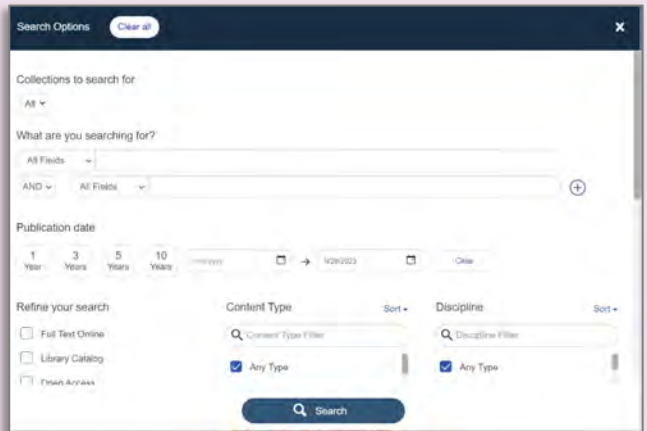 Search Options Clear all x
Collections to search for
All
What are you searching for?
All Fields
AND All Fields
Publication date
1 Year 3 Years 5 Years 10 Years → Clear
Refine your search Content Type Sort Discipline Sort
Full Text Online Content Type Filter Discipline Filter
Library Catalog Any Type Any Type
Open Access
Search